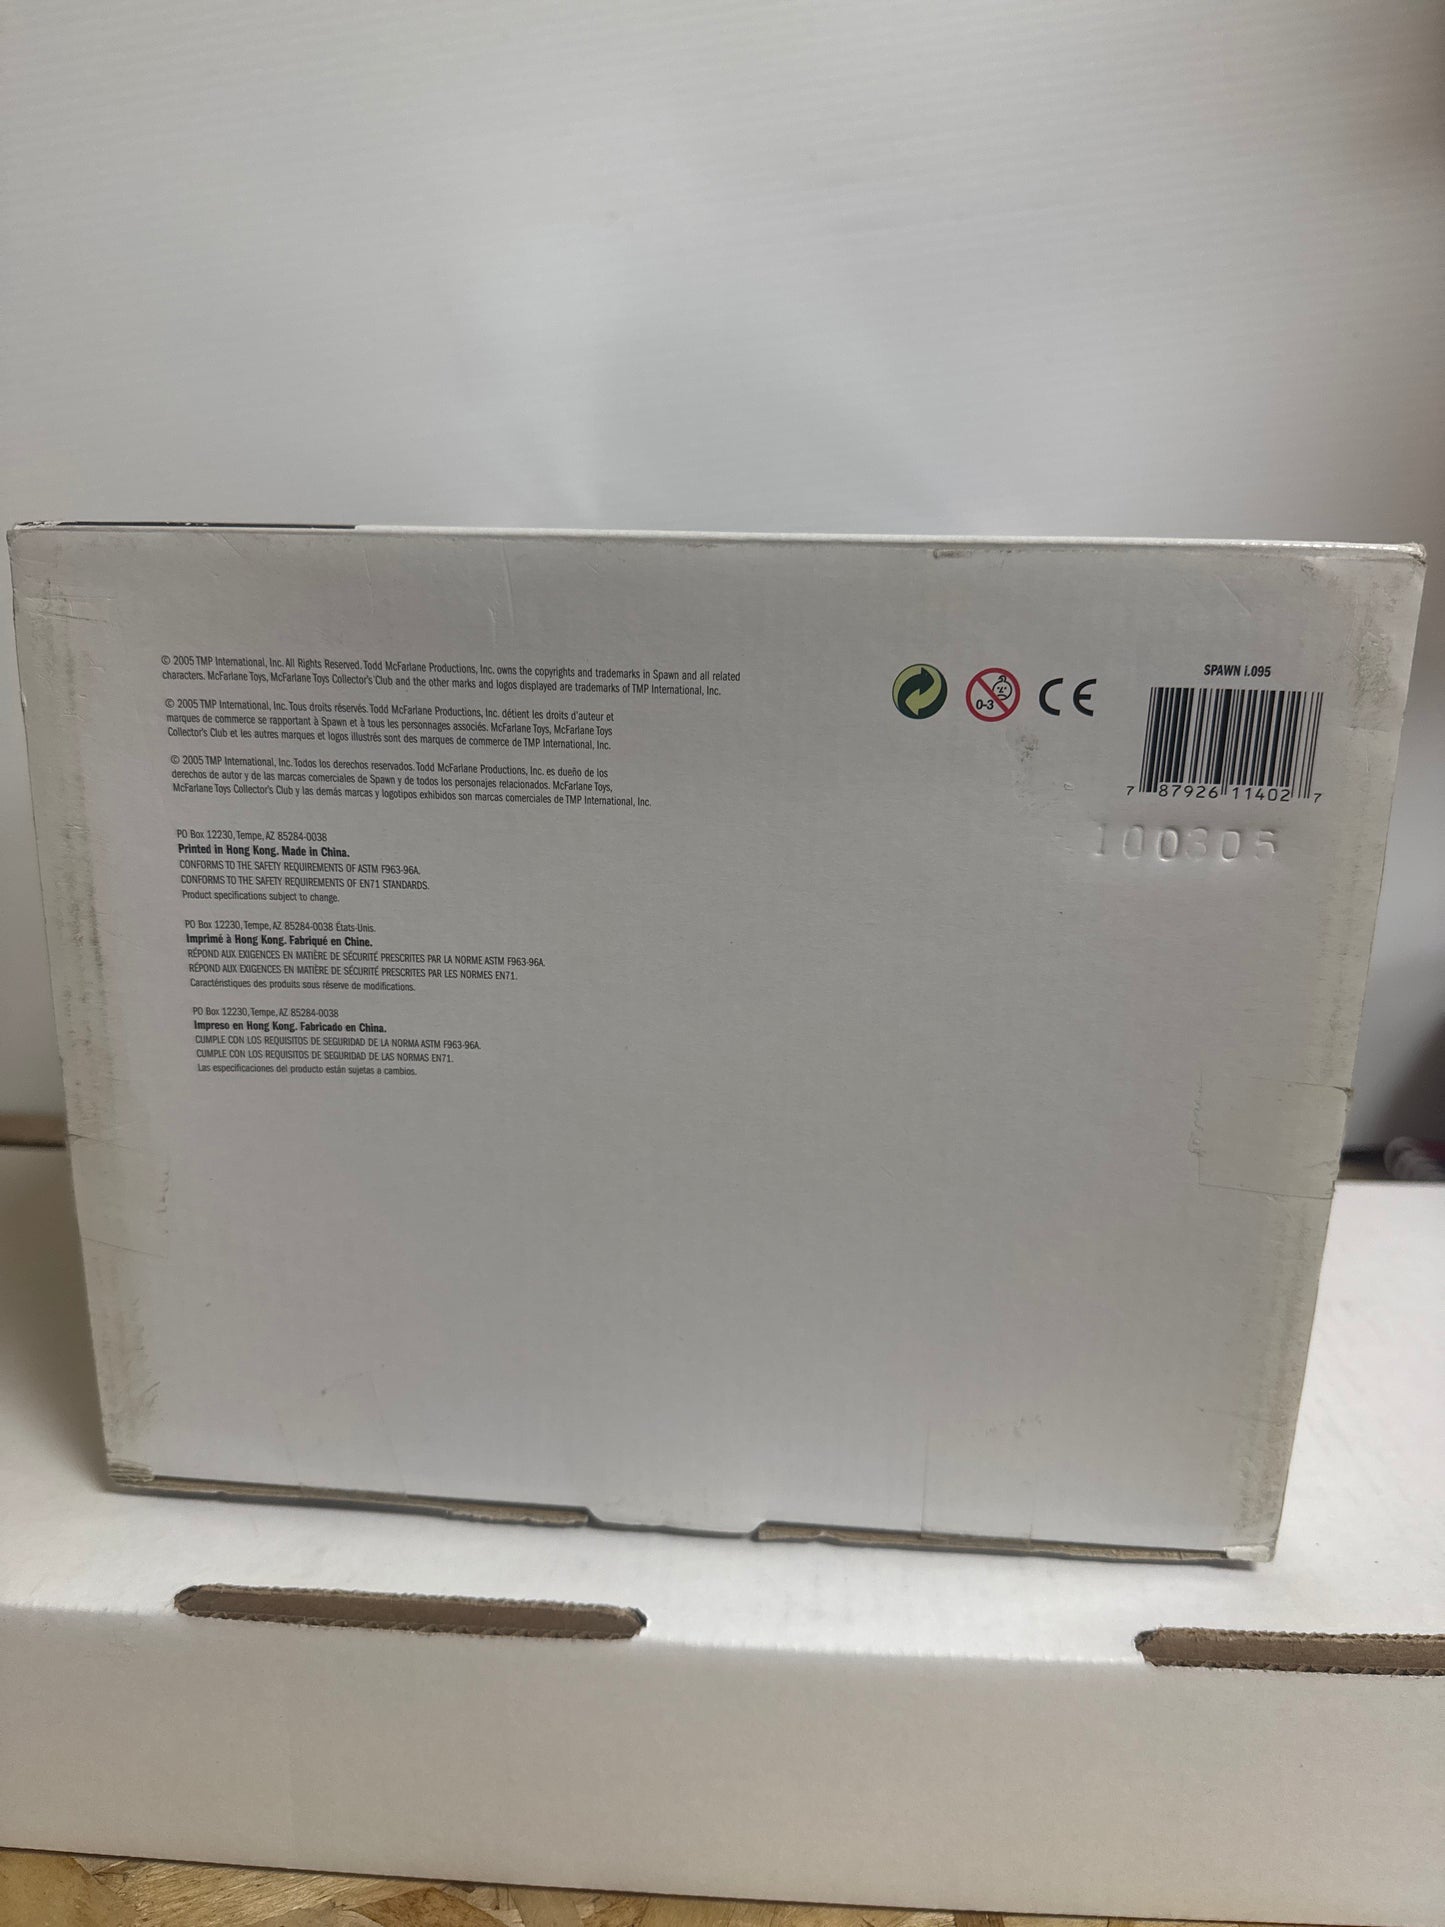 © 2005 TMP International, Inc. All Rights Reserved. Todd McFarlane Productions, Inc. owns the copyrights and trademarks in Spawn and all related
characters. McFarlane Toys, McFarlane Toys Collector's Club and the other marks and logos displayed are trademarks of TMP International, Inc.
© 2005 TMP International, Inc. Tous droits réservés. Todd McFarlane Productions, Inc. détient les droits d'auteur et
marques de commerce se rapportant à Spawn et à tous les personnages associés. McFarlane Toys, McFarlane Toys
Collector's Club et les autres marques et logos illustrés sont des marques de commerce de TMP International, Inc.
© 2005 TMP International, Inc. Todos los derechos reservados. Todd McFarlane Productions, Inc. es dueño de los
derechos de autor y de las marcas comerciales de Spawn y de todos los personajes relacionados. McFarlane Toys,
McFarlane Toys Collector's Club y las demás marcas y logotipos exhibidos son marcas comerciales de TMP International, Inc.
PO Box 12230, Tempe, AZ 85284-0038
Printed in Hong Kong. Made in China.
CONFORMS TO THE SAFETY REQUIREMENTS OF ASTM F963-96A.
CONFORMS TO THE SAFETY REQUIREMENTS OF EN71 STANDARDS.
Product specifications subject to change.
PO Box 12230, Tempe, AZ 85284-0038 États-Unis.
Imprimé à Hong Kong. Fabriqué en Chine.
RÉPOND AUX EXIGENCES EN MATIÈRE DE SÉCURITÉ PRESCRITES PAR LA NORME ASTM F963-96A.
RÉPOND AUX EXIGENCES EN MATIÈRE DE SÉCURITÉ PRESCRITES PAR LES NORMES EN71.
Caractéristiques des produits sous réserve de modifications.
PO Box 12230, Tempe, AZ 85284-0038
Impreso en Hong Kong. Fabricado en China.
CUMPLE CON LOS REQUISITOS DE SEGURIDAD DE LA NORMA ASTM F963-96A.
CUMPLE CON LOS REQUISITOS DE SEGURIDAD DE LAS NORMAS EN71.
Las especificaciones del producto están sujetas a cambios.
0-3
CE
SPAWN i.095
7 87926 11402 7
100305